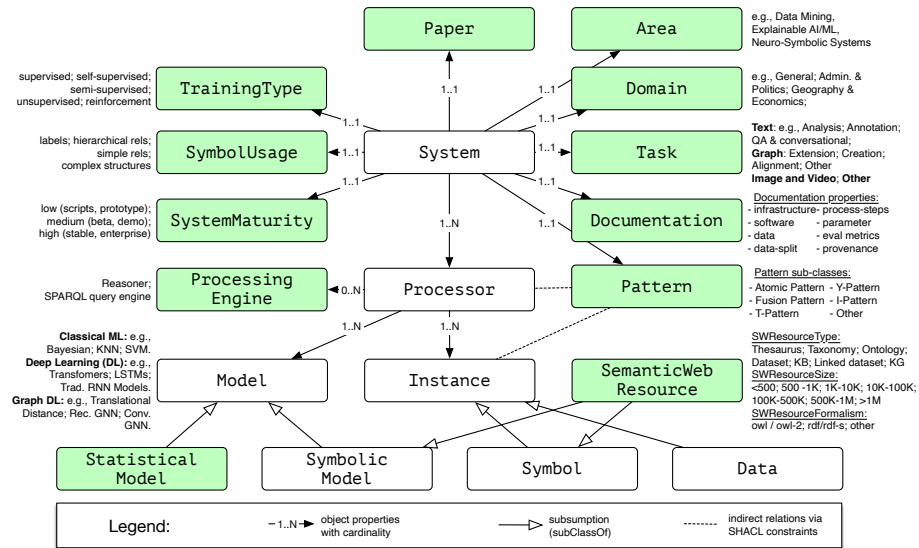 Paper
Area
e.g., Data Mining,
Explainable AI/ML,
Neuro-Symbolic Systems
supervised; self-supervised;
semi-supervised;
unsupervised; reinforcement
TrainingType
1..1
1..1
Domain
e.g., General; Admin. &
Politics; Geography &
Economics;
1..1
1..1
labels; hierarchical rels;
simple rels;
complex structures
SymbolUsage
1..1
System
1..1
Task
Text: e.g., Analysis; Annotation;
QA & conversational;
Graph: Extension; Creation;
Alignment; Other
Image and Video; Other
1..1
1..1
low (scripts, prototype);
medium (beta, demo);
high (stable, enterprise)
SystemMaturity
1..N
1..1
Documentation
Documentation properties:
- infrastructure- process-steps
- software - parameter
- data - eval metrics
- data-split - provenance
Reasoner;
SPARQL query engine
Processing
Engine
0..N
Processor
Pattern
Pattern sub-classes:
- Atomic Pattern - Y-Pattern
- Fusion Pattern - I-Pattern
- T-Pattern - Other
1..N
1..N
Classical ML: e.g.,
Bayesian; KNN; SVM.
Deep Learning (DL): e.g.,
Transfomers; LSTMs;
Trad. RNN Models.
Graph DL: e.g., Translational
Distance; Rec. GNN; Conv.
GNN.
Model
Instance
SemanticWeb
Resource
SWResourceType:
Thesaurus; Taxonomy; Ontology;
Dataset; KB; Linked dataset; KG
SWResourceSize:
<500; 500 -1K; 1K-10K; 10K-100K;
100K-500K; 500K-1M; >1M
SWResourceFormalism:
owl / owl-2; rdf/rdf-s; other
Statistical
Model
Symbolic
Model
Symbol
Data
Legend:
1..N
object properties
with cardinality
subsumption
(subClassOf)
indirect relations via
SHACL constraints